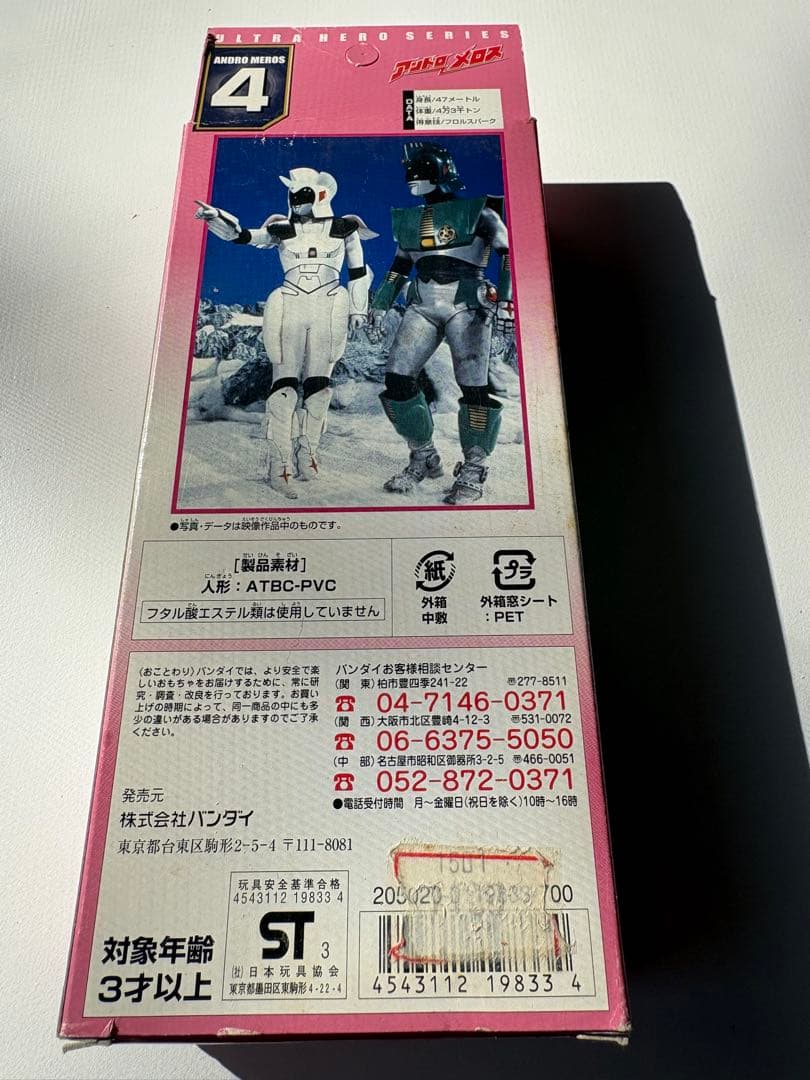 ULTRA HERO SERIES
ANDRO MEROS
4
アンドロメロス
DATA
身長/47メートル
体重/4万3千トン
得意技/フロルスパーク
●写真・データは映像作品中のものです。
[製品素材]
人形：ATBC-PVC
フタル酸エステル類は使用していません
紙
外箱
中敷
プラ
外箱窓シート
：PET
〈おことわり〉バンダイでは、より安全で楽
しいおもちゃをお届けするために、常に研
究・調査・改良を行っております。お買い
上げの時期によって、同一商品の中にも多
少の違いがある場合がありますのでご了承
ください。
バンダイお客様相談センター
(関 東)柏市豊四季241-22 〠277-8511
☎ 04-7146-0371
(関 西)大阪市北区豊崎4-12-3 〠531-0072
☎ 06-6375-5050
(中 部)名古屋市昭和区御器所3-2-5 〠466-0051
☎ 052-872-0371
●電話受付時間 月～金曜日(祝日を除く)10時～16時
発売元
株式会社バンダイ
東京都台東区駒形2-5-4 〒111-8081
対象年齢
3才以上
玩具安全基準合格
4543112 19833 4
ST 3
(社)日本玩具協会
東京都墨田区東駒形4-22-4
4543112 19833 4